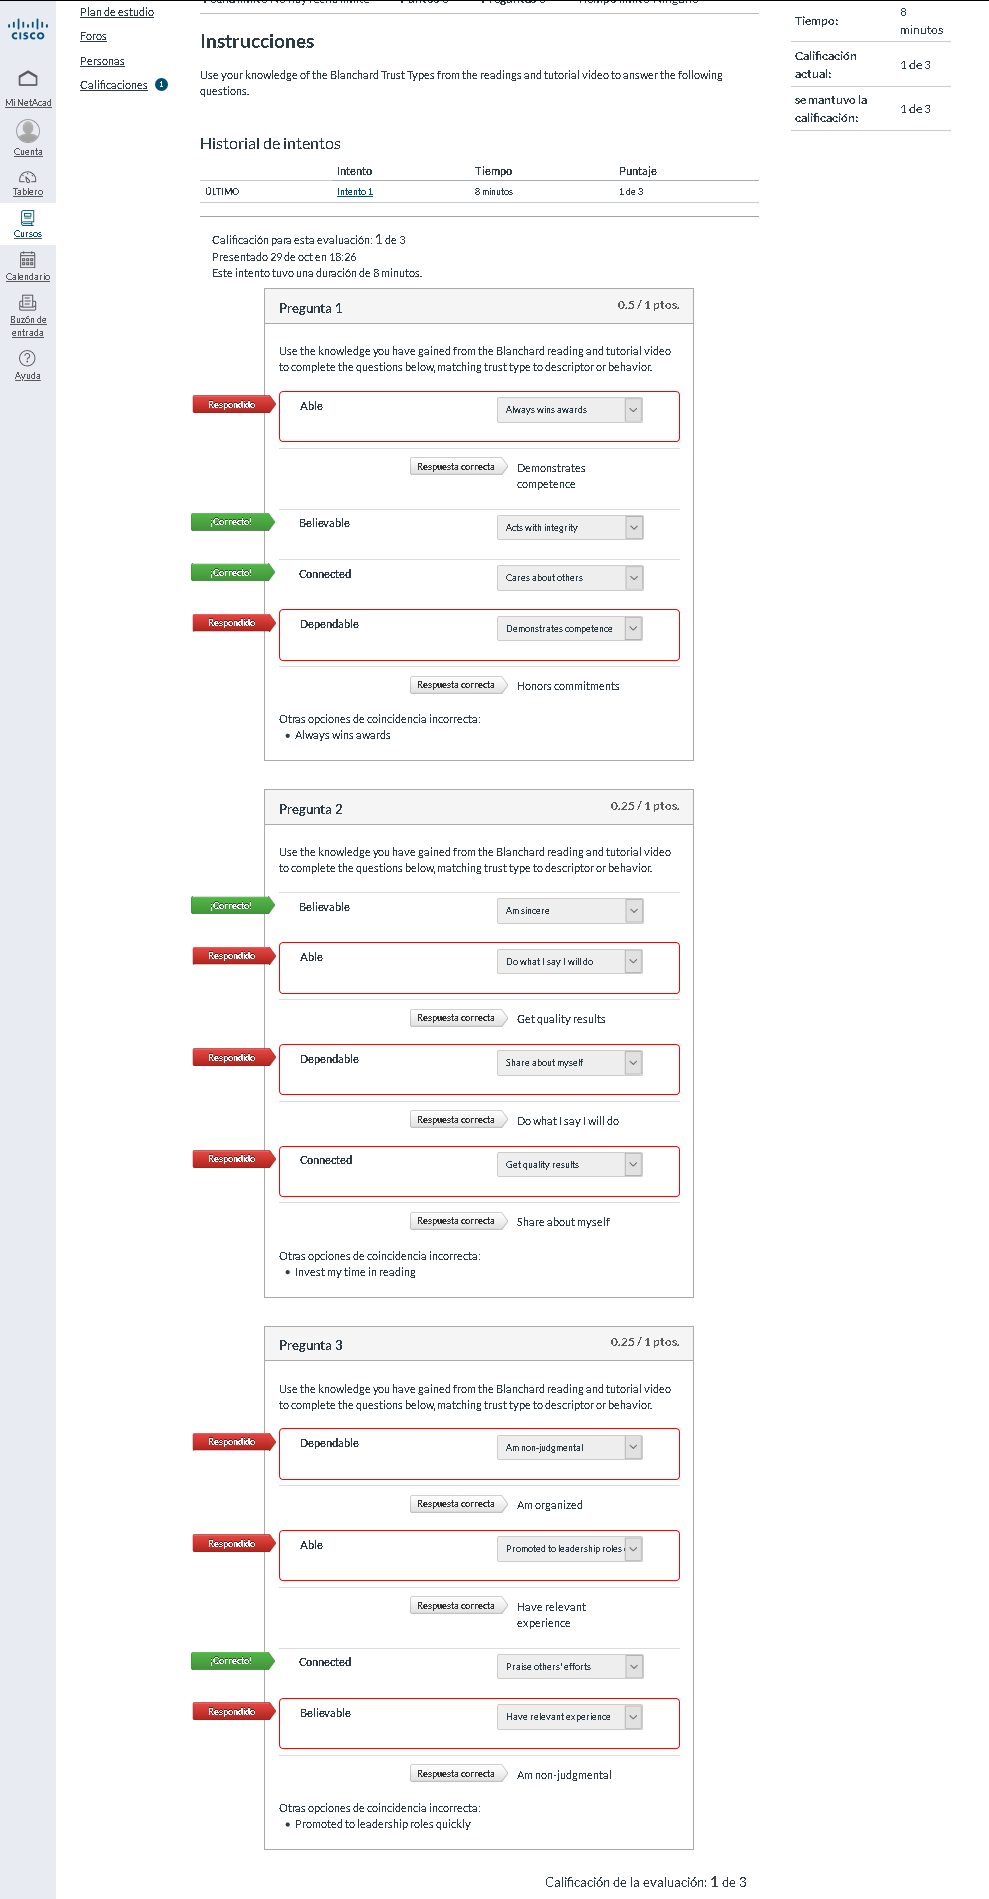 CISCO
Mi NetAcad
Cuenta
Tablero
Cursos
Calendario
Buzón de
entrada
Ayuda
Plan de estudio
Foros
Personas
Calificaciones 1
Instrucciones
Use your knowledge of the Blanchard Trust Types from the readings and tutorial video to answer the following
questions.
Historial de intentos
Intento Tiempo Puntaje
ÚLTIMO Intento 1 8 minutos 1 de 3
Calificación para esta evaluación: 1 de 3
Presentado 29 de oct en 18:26
Este intento tuvo una duración de 8 minutos.
Pregunta 1 0.5 / 1 ptos.
Use the knowledge you have gained from the Blanchard reading and tutorial video
to complete the questions below, matching trust type to descriptor or behavior.
Respondido Able Always wins awards
Respuesta correcta Demonstrates
competence
¡Correcto! Believable Acts with integrity
¡Correcto! Connected Cares about others
Respondido Dependable Demonstrates competence
Respuesta correcta Honors commitments
Otras opciones de coincidencia incorrecta:
• Always wins awards
Pregunta 2 0.25 / 1 ptos.
Use the knowledge you have gained from the Blanchard reading and tutorial video
to complete the questions below, matching trust type to descriptor or behavior.
¡Correcto! Believable Am sincere
Respondido Able Do what I say I will do
Respuesta correcta Get quality results
Respondido Dependable Share about myself
Respuesta correcta Do what I say I will do
Respondido Connected Get quality results
Respuesta correcta Share about myself
Otras opciones de coincidencia incorrecta:
• Invest my time in reading
Pregunta 3 0.25 / 1 ptos.
Use the knowledge you have gained from the Blanchard reading and tutorial video
to complete the questions below, matching trust type to descriptor or behavior.
Respondido Dependable Am non-judgmental
Respuesta correcta Am organized
Respondido Able Promoted to leadership roles
Respuesta correcta Have relevant
experience
¡Correcto! Connected Praise others' efforts
Respondido Believable Have relevant experience
Respuesta correcta Am non-judgmental
Otras opciones de coincidencia incorrecta:
• Promoted to leadership roles quickly
Calificación de la evaluación: 1 de 3
Tiempo: 8
minutos
Calificación
actual: 1 de 3
se mantuvo la
calificación: 1 de 3